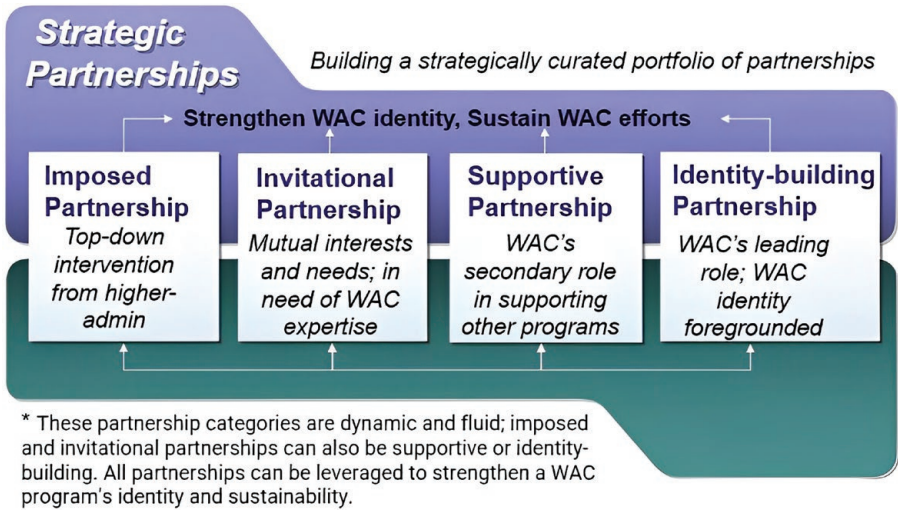 Strategic
Partnerships
Building a strategically curated portfolio of partnerships
Strengthen WAC identity, Sustain WAC efforts
Imposed
Partnership
Top-down
intervention
from higher-
admin
Invitational
Partnership
Mutual interests
and needs; in
need of WAC
expertise
Supportive
Partnership
WAC's
secondary role
in supporting
other programs
Identity-building
Partnership
WAC's leading
role; WAC
identity
foregrounded
* These partnership categories are dynamic and fluid; imposed
and invitational partnerships can also be supportive or identity-
building. All partnerships can be leveraged to strengthen a WAC
program's identity and sustainability.